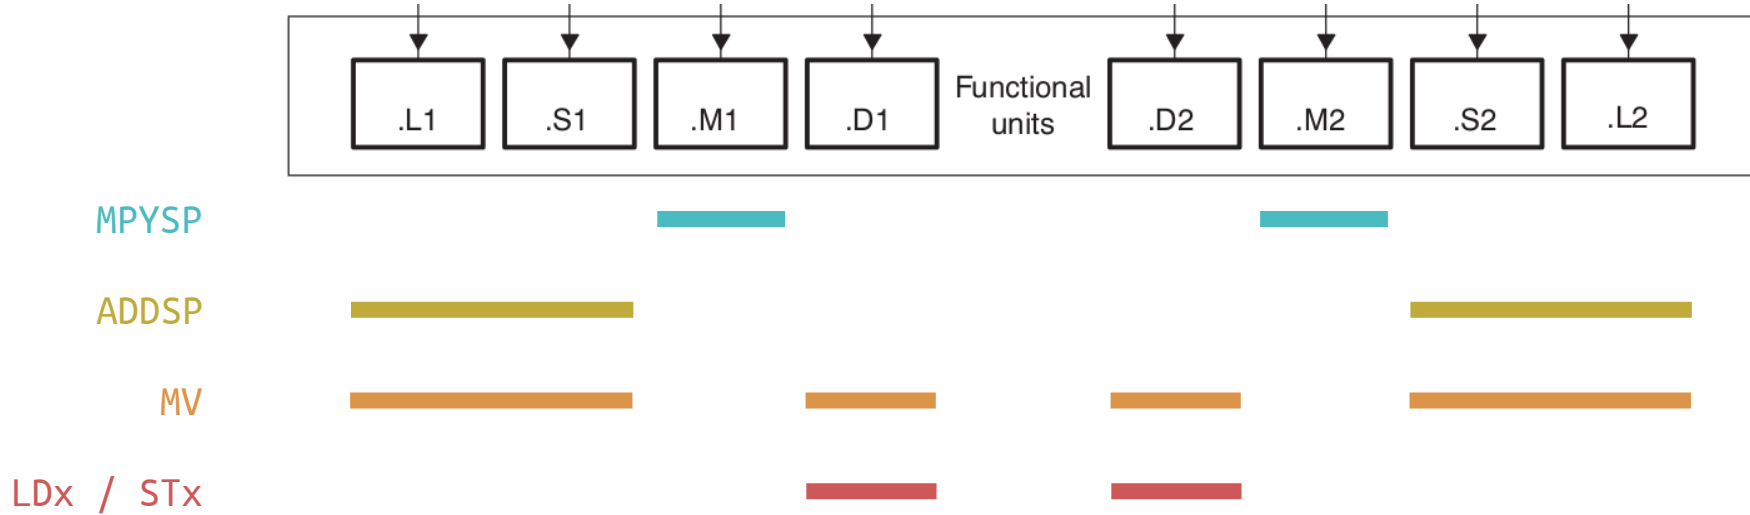 .L1 .S1 .M1 .D1 Functional units .D2 .M2 .S2 .L2
MPYSP
ADDSP
MV
LDx / STx